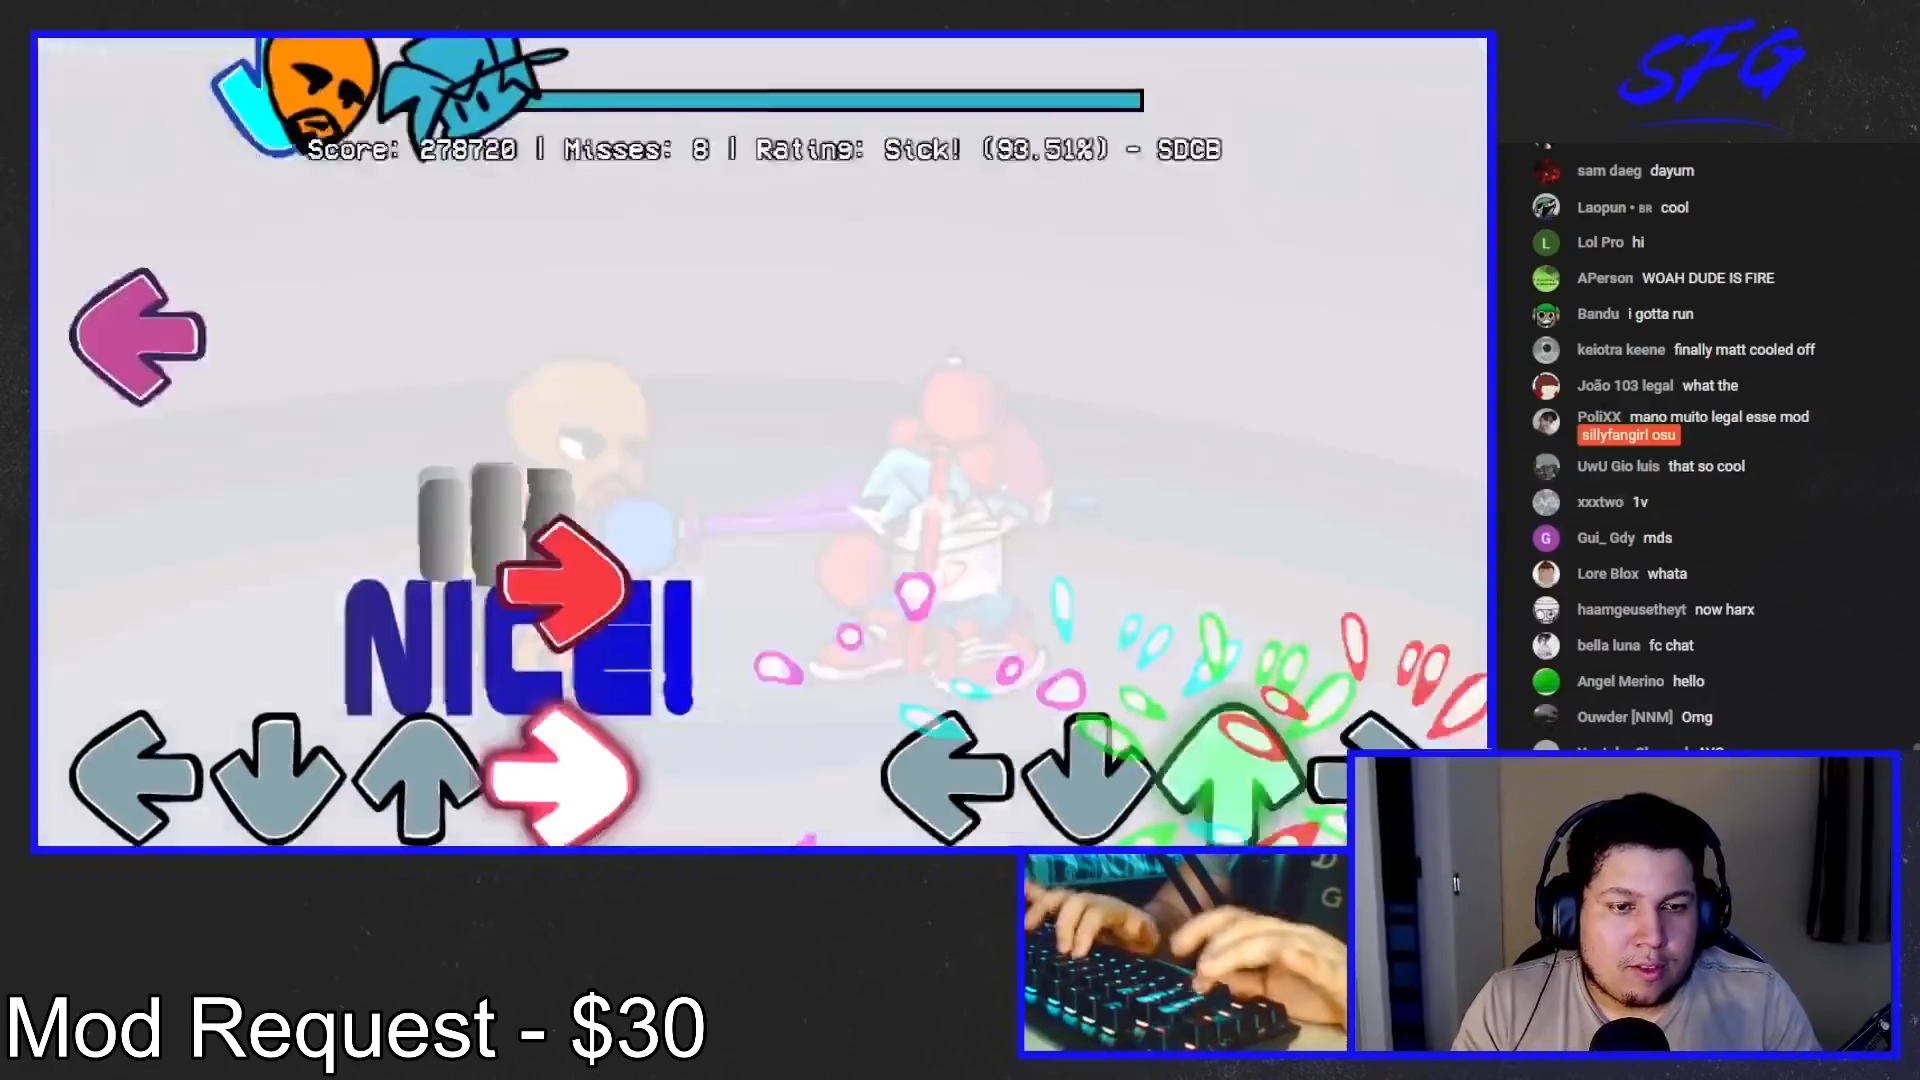 SFG
Score: 278720 | Misses: 8 | Rating: Sick! (93.51%) - SDCB
sam daeg dayum
Laopun • BR cool
L Lol Pro hi
APerson WOAH DUDE IS FIRE
Bandu i gotta run
keiotra keene finally matt cooled off
João 103 legal what the
PoliXX mano muito legal esse mod
sillyfangirl osu
UwU Gio luis that so cool
xxxtwo 1v
G Gui_ Gdy mds
Lore Blox whata
haamgeusetheyt now harx
bella luna fc chat
Angel Merino hello
Ouwder [NNM] Omg
NICE!
D
G
Mod Request - $30